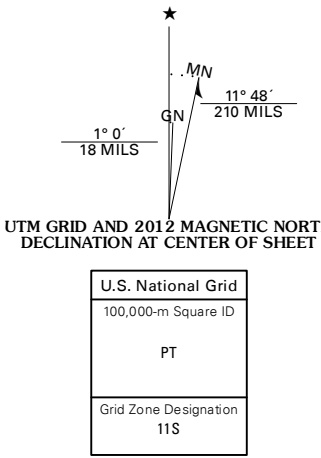 MN
11° 48´
210 MILS
GN
1° 0´
18 MILS
UTM GRID AND 2012 MAGNETIC NORT
DECLINATION AT CENTER OF SHEET
U.S. National Grid
100,000-m Square ID
PT
Grid Zone Designation
11S